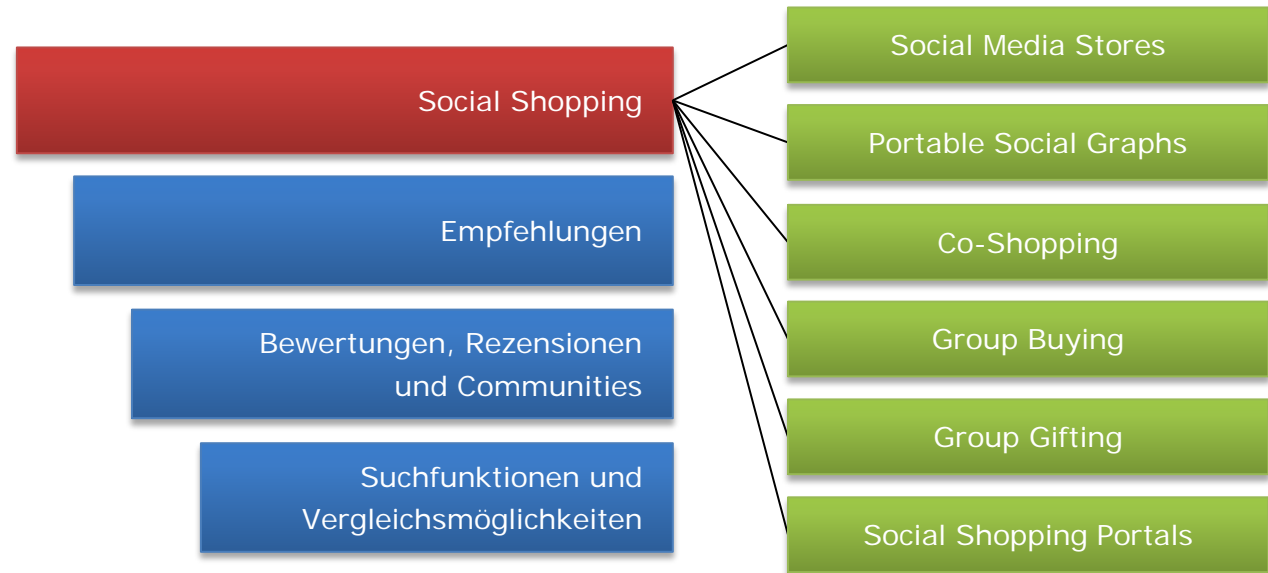 Social Shopping
Empfehlungen
Bewertungen, Rezensionen
und Communities
Suchfunktionen und
Vergleichsmöglichkeiten
Social Media Stores
Portable Social Graphs
Co-Shopping
Group Buying
Group Gifting
Social Shopping Portals